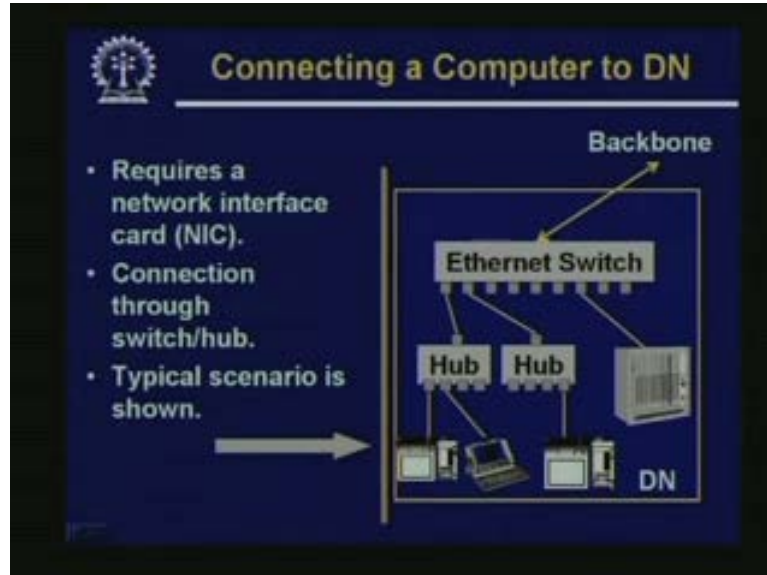 Connecting a Computer to DN
• Requires a
network interface
card (NIC).
• Connection
through
switch/hub.
• Typical scenario is
shown.
Backbone
Ethernet Switch
Hub
Hub
DN